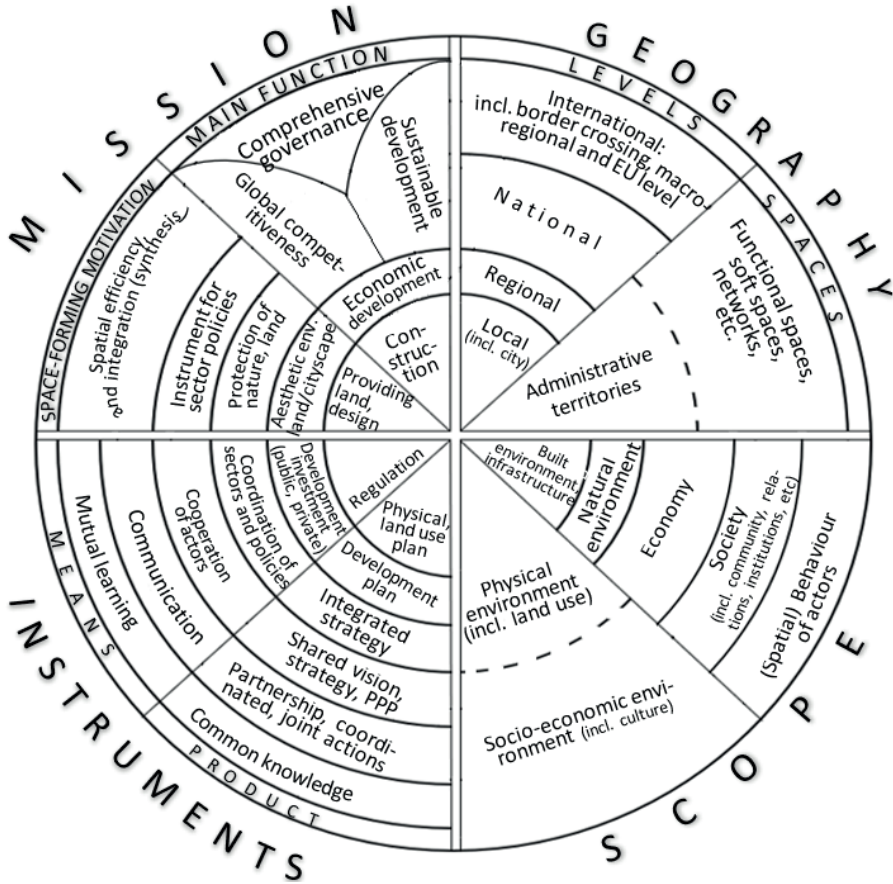 MISSION
MAIN FUNCTION
Comprehensive
governance
Sustainable
development
Global compet-
itiveness
Economic
development
Con-
struc-
tion
SPACE-FORMING MOTIVATION
Spatial efficiency
and integration (synthesis)
Instrument for
sector policies
Protection of
nature, land
Aesthetic env.
land/cityscape
Providing
land,
design
GEOGRAPHY
LEVELS
International:
incl. border crossing, macro-
regional and EU level
National
Regional
Local
(incl. city)
SPACES
Functional spaces,
soft spaces,
networks,
etc.
Administrative
territories
INSTRUMENTS
MEANS
Mutual learning
Communication
Cooperation
of actors
Coordination of
sectors and policies
Development
investment
(public, private)
Regulation
Physical,
land use
plan
Development
plan
Integrated
strategy
Shared vision,
strategy, PPP
Partnership, coordi-
nated, joint actions
Common knowledge
PRODUCT
SCOPE
Built
environment,
infrastructure
Natural
environment
Economy
Society
(incl. community, rela-
tions, institutions, etc)
(Spatial) Behaviour
of actors
Physical
environment
(incl. land use)
Socio-economic envi-
ronment (incl. culture)